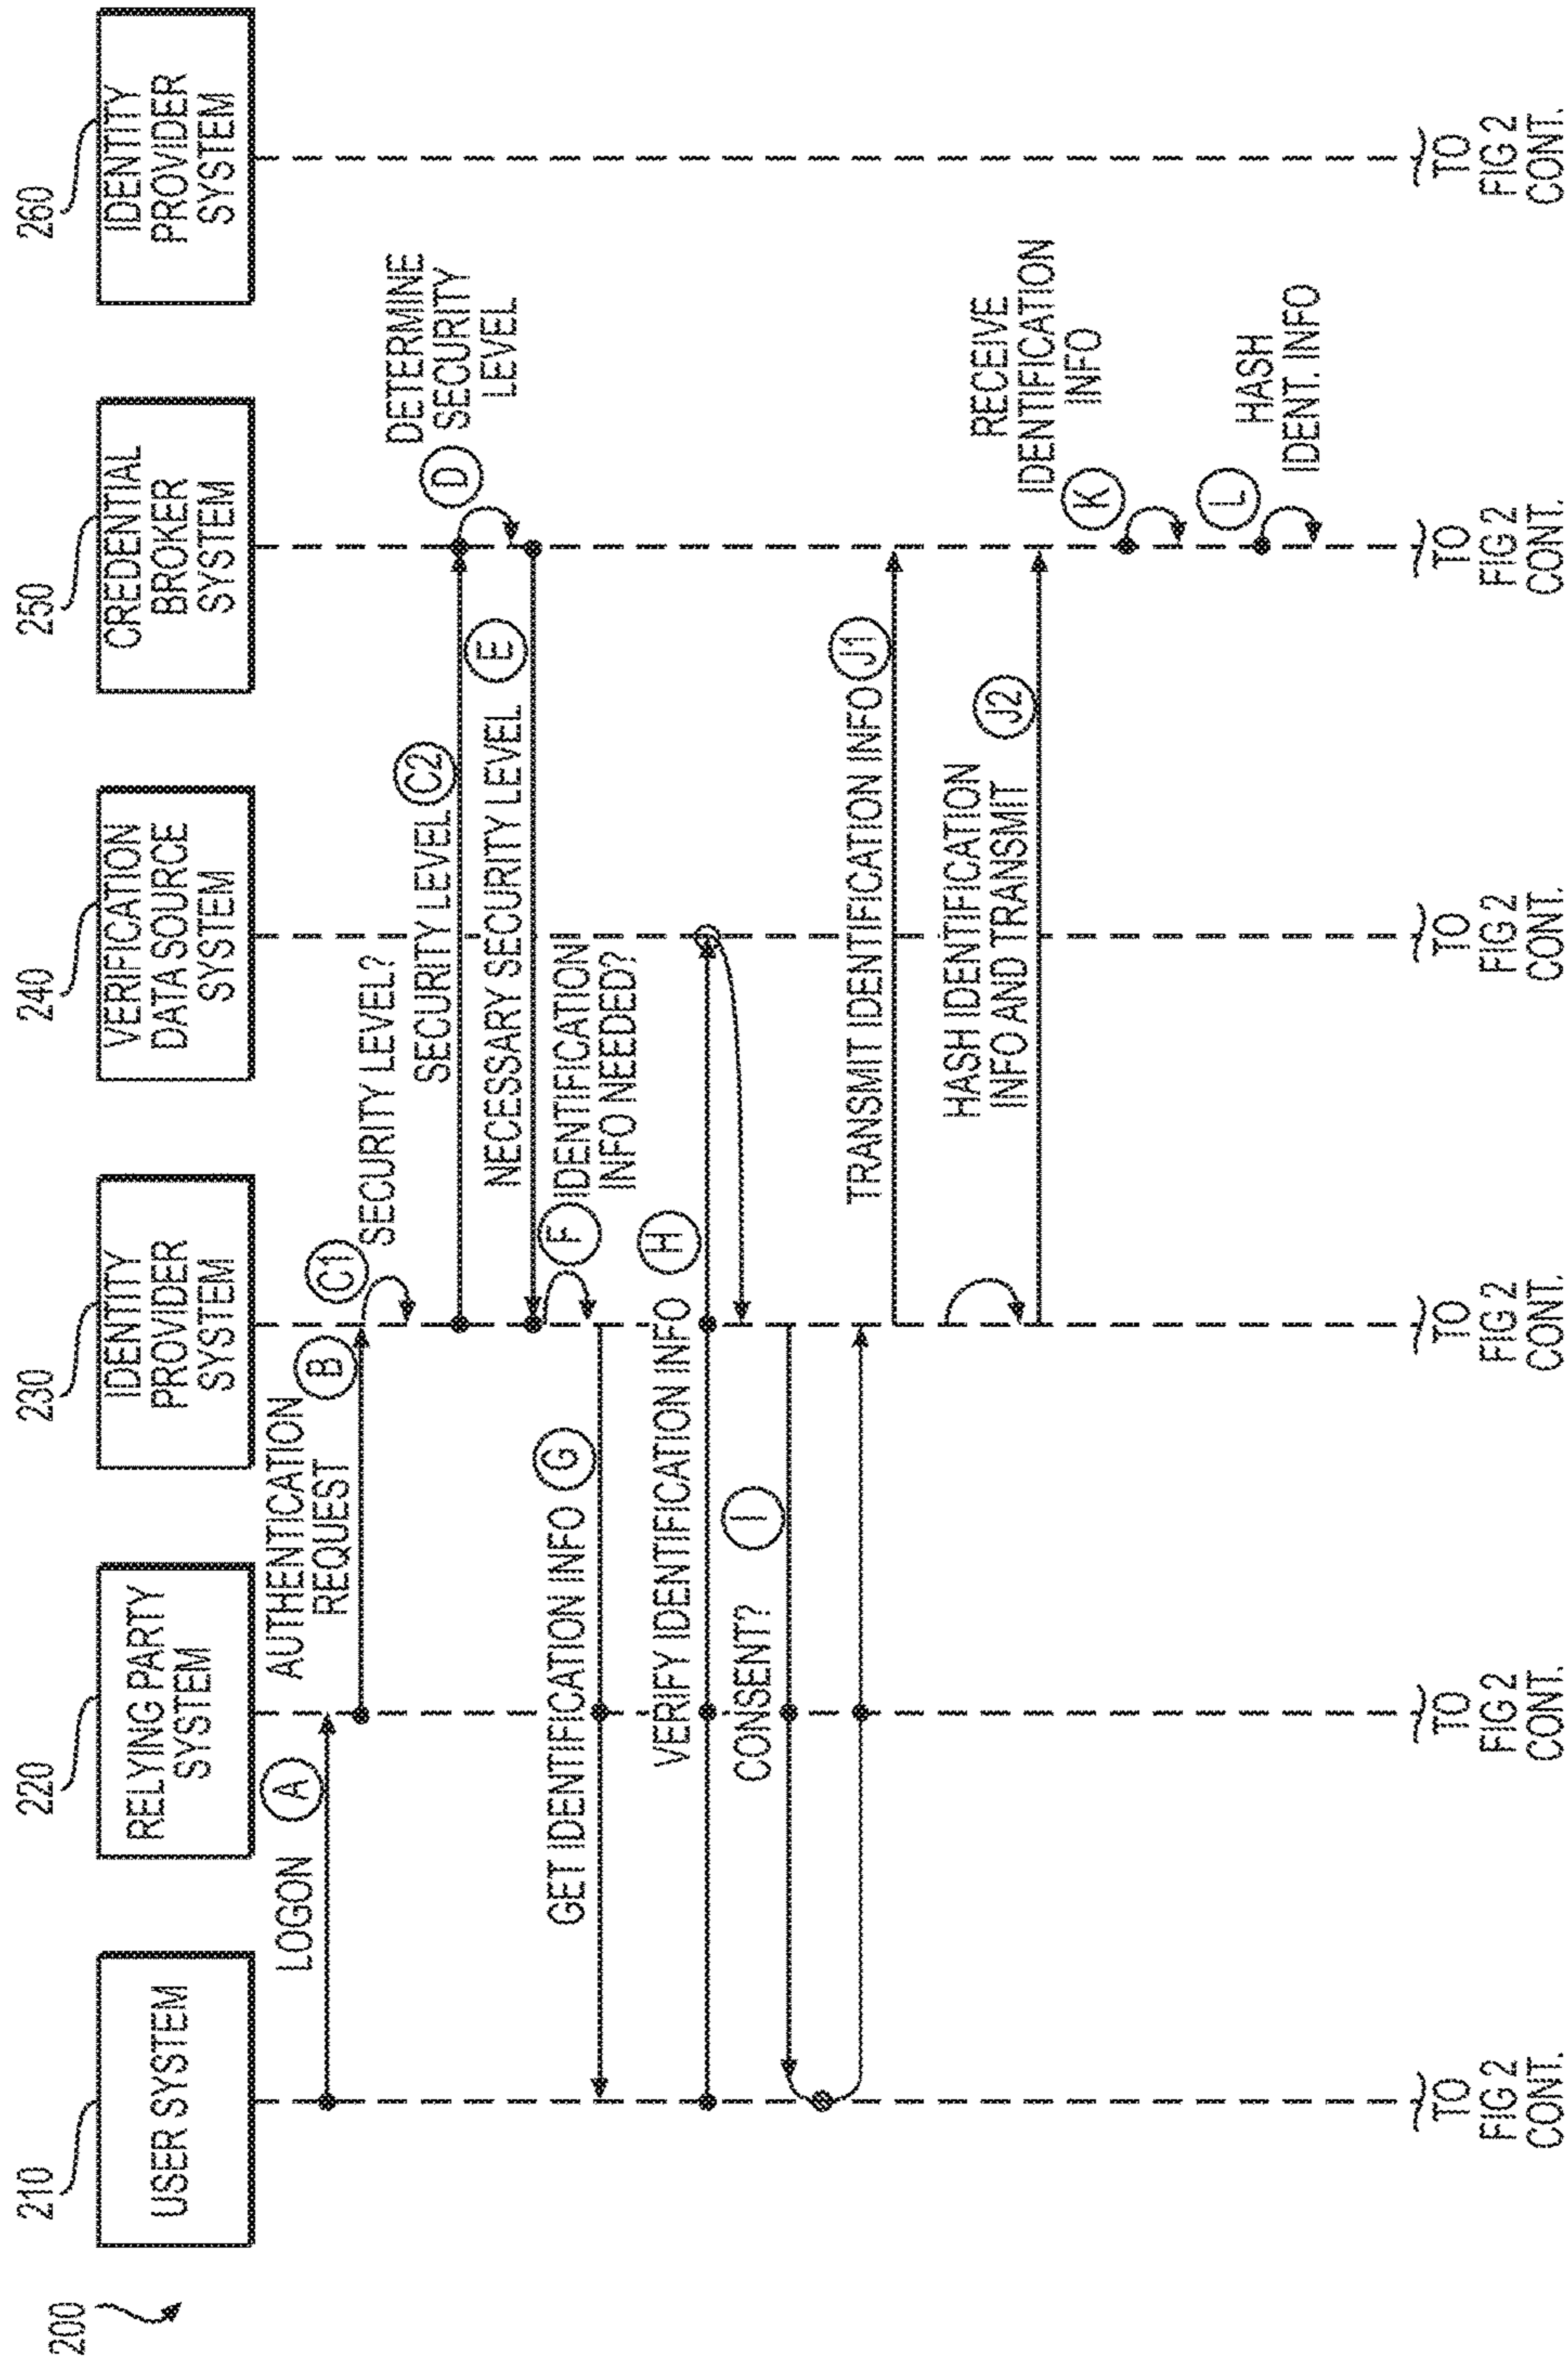 200
210
USER SYSTEM
220
RELYING PARTY
SYSTEM
230
IDENTITY
PROVIDER
SYSTEM
240
VERIFICATION
DATA SOURCE
SYSTEM
250
CREDENTIAL
BROKER
SYSTEM
260
IDENTITY
PROVIDER
SYSTEM
LOGON
A
AUTHENTICATION
REQUEST
B
C1
SECURITY LEVEL?
SECURITY LEVEL
C2
D
DETERMINE
SECURITY
LEVEL
NECESSARY SECURITY LEVEL
E
F
IDENTIFICATION
INFO NEEDED?
GET IDENTIFICATION INFO
G
VERIFY IDENTIFICATION INFO
H
CONSENT?
I
TRANSMIT IDENTIFICATION INFO
J1
HASH IDENTIFICATION
INFO AND TRANSMIT
J2
K
RECEIVE
IDENTIFICATION
INFO
L
HASH
IDENT. INFO
TO
FIG 2
CONT.
TO
FIG 2
CONT.
TO
FIG 2
CONT.
TO
FIG 2
CONT.
TO
FIG 2
CONT.
TO
FIG 2
CONT.